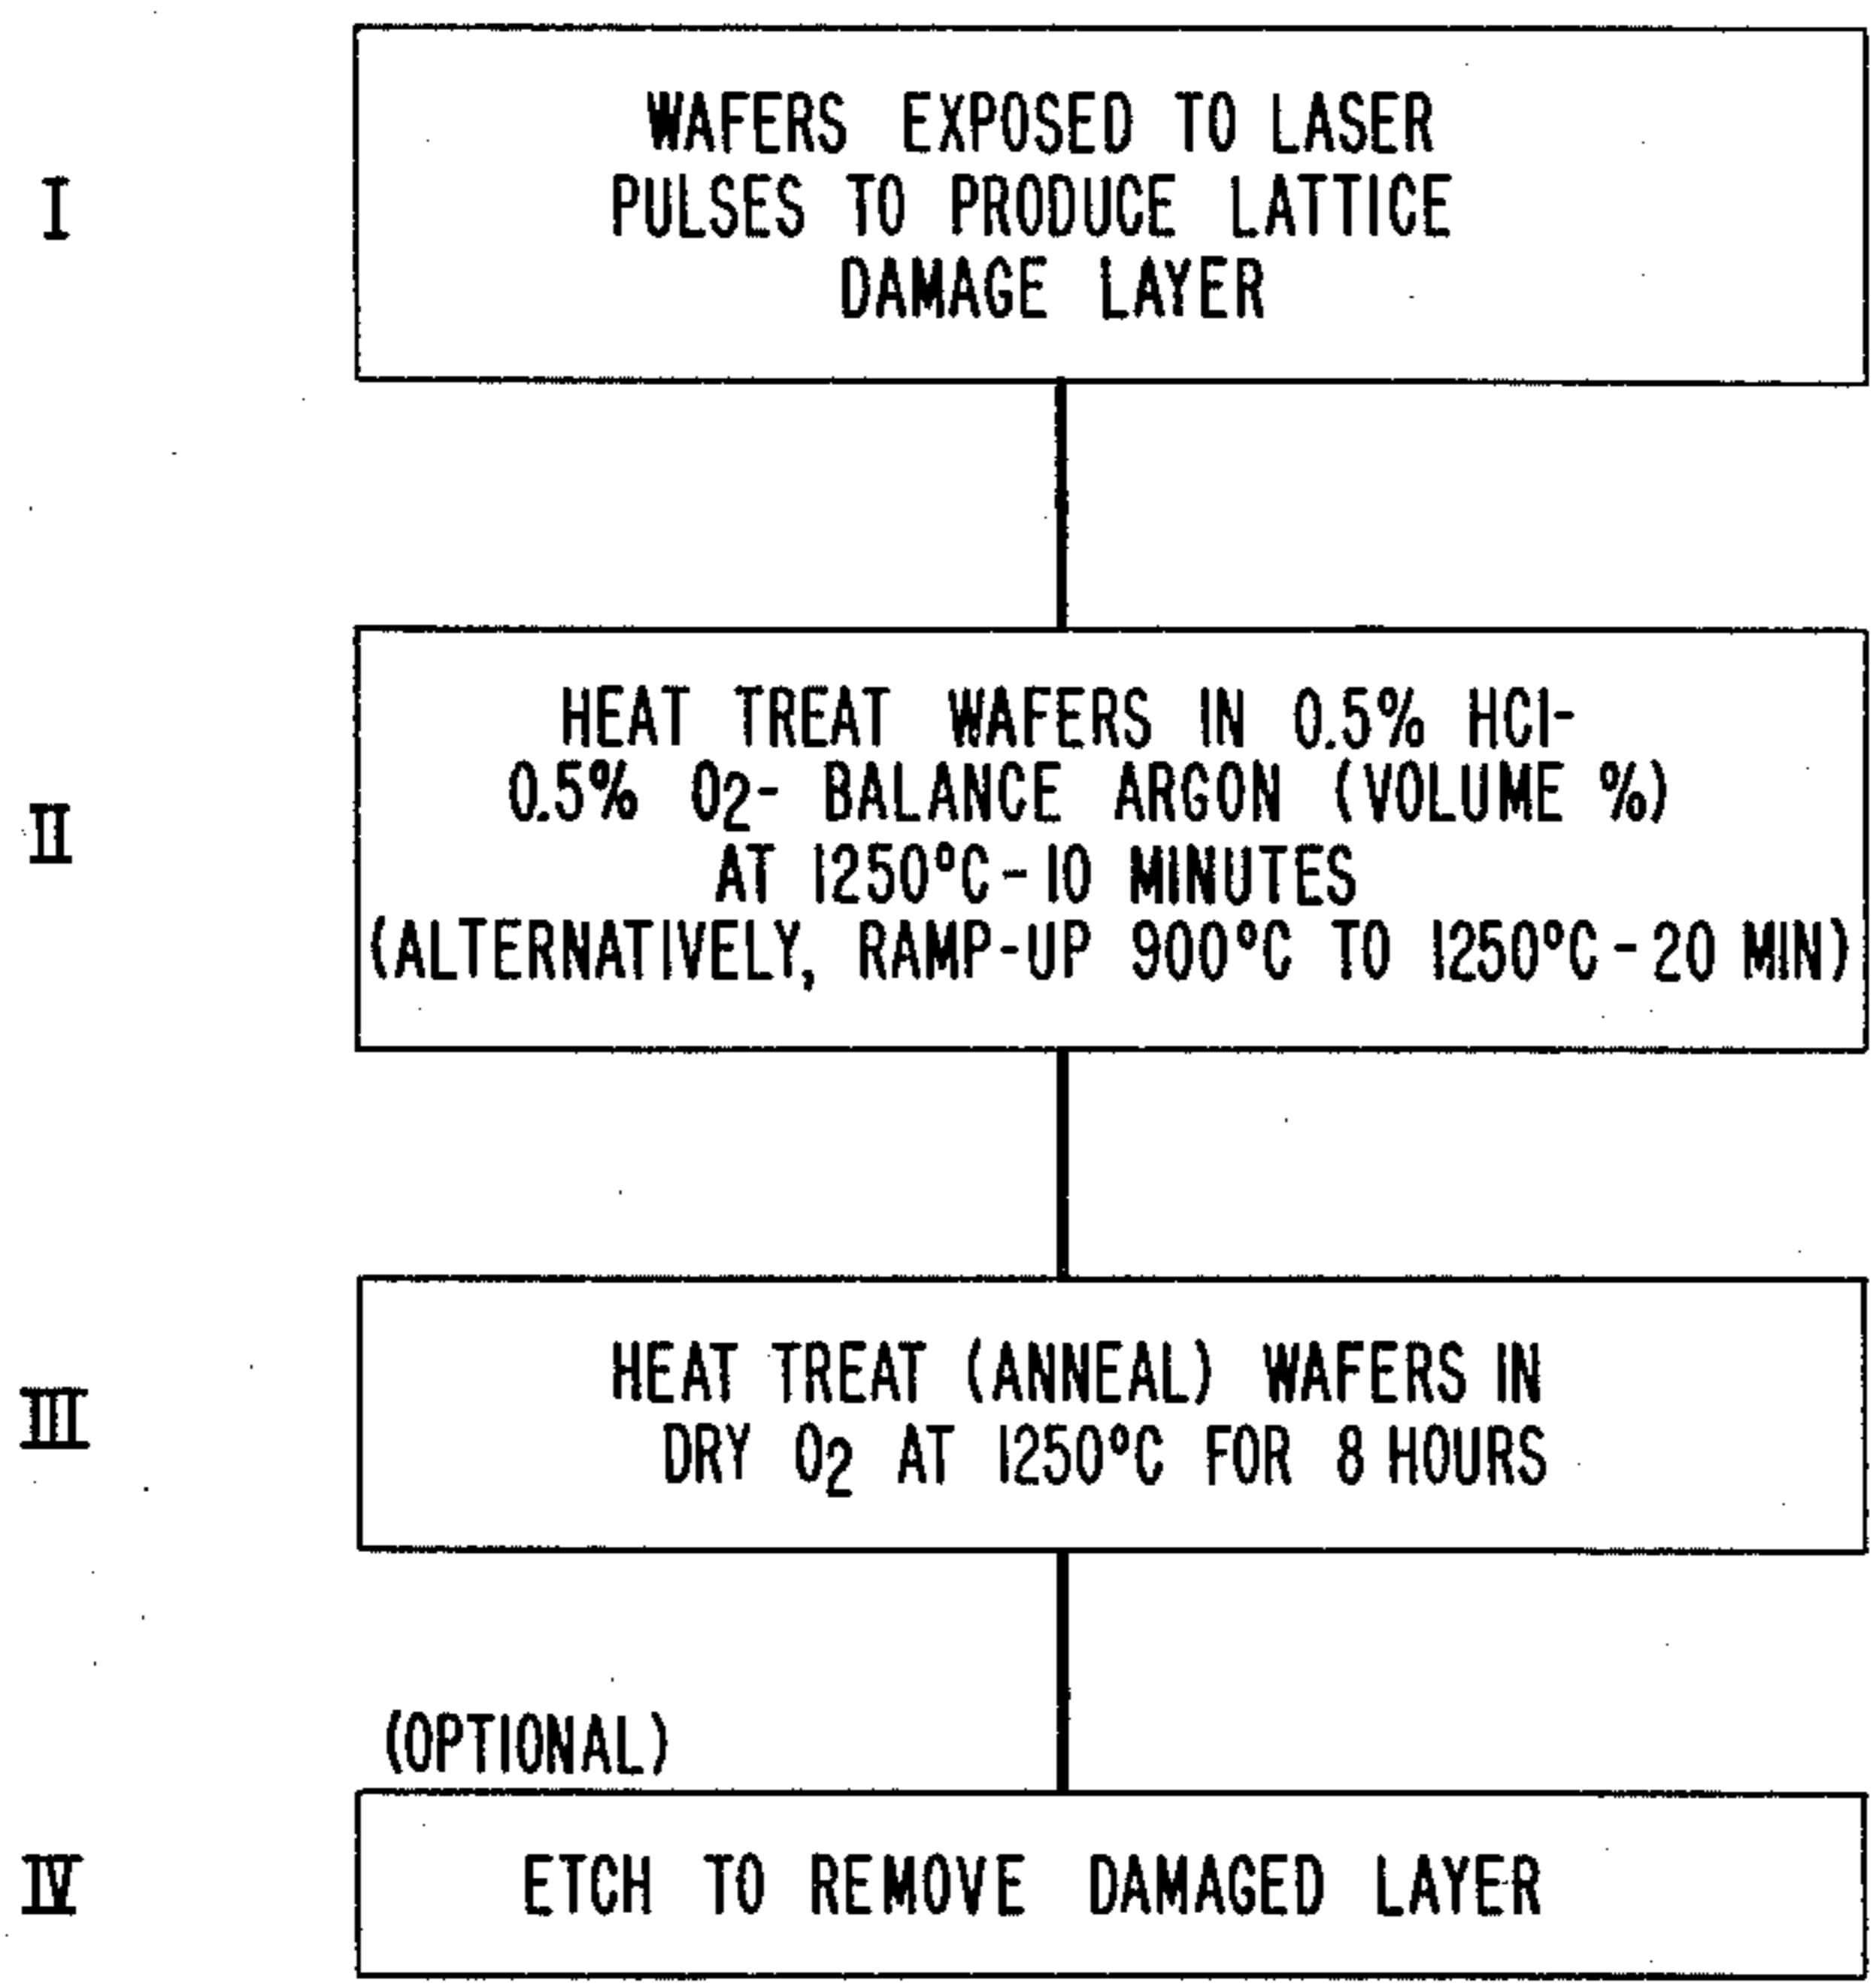 I
WAFERS EXPOSED TO LASER
PULSES TO PRODUCE LATTICE
DAMAGE LAYER
II
HEAT TREAT WAFERS IN 0.5% HCl-
0.5% O2- BALANCE ARGON (VOLUME %)
AT 1250°C-10 MINUTES
(ALTERNATIVELY, RAMP-UP 900°C TO 1250°C-20 MIN)
III
HEAT TREAT (ANNEAL) WAFERS IN
DRY O2 AT 1250°C FOR 8 HOURS
(OPTIONAL)
IV
ETCH TO REMOVE DAMAGED LAYER